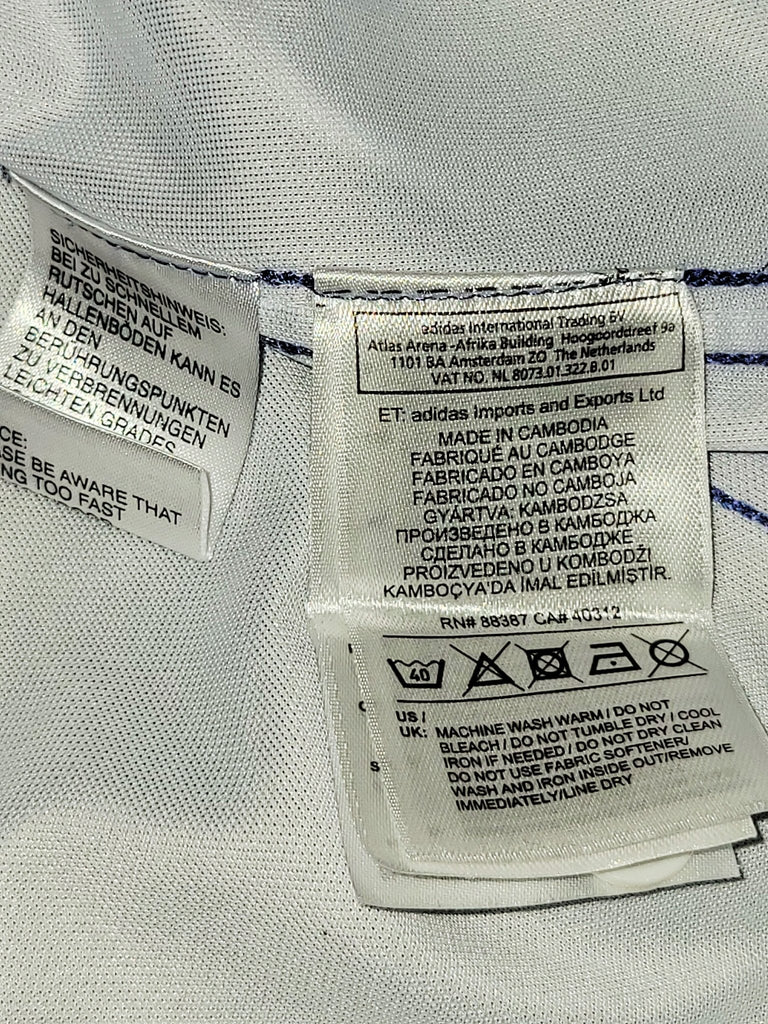 SICHERHEITSHINWEIS:
BEI ZU SCHNELLEM
RUTSCHEN AUF
HALLENBÖDEN KANN ES
AN DEN
BERÜHRUNGSPUNKTEN
ZU VERBRENNUNGEN
LEICHTEN GRADES
CE:
ASE BE AWARE THAT
NG TOO FAST
adidas International Trading BV
Atlas Arena -Afrika Building Hoogoorddreef 9a
1101 BA Amsterdam ZO The Netherlands
VAT NO. NL 8073.01.322.B.01
ET: adidas Imports and Exports Ltd
MADE IN CAMBODIA
FABRIQUÉ AU CAMBODGE
FABRICADO EN CAMBOYA
FABRICADO NO CAMBOJA
GYÁRTVA: KAMBODZSA
ПРОИЗВЕДЕНО В КАМБОДЖА
СДЕЛАНО В КАМБОДЖЕ
PROIZVEDENO U KOMBODŽI
KAMBOÇYA'DA İMAL EDİLMİŞTİR.
RN# 88387 CA# 40312
40
US /
UK: MACHINE WASH WARM / DO NOT
BLEACH / DO NOT TUMBLE DRY / COOL
IRON IF NEEDED / DO NOT DRY CLEAN
DO NOT USE FABRIC SOFTENER/
WASH AND IRON INSIDE OUT/REMOVE
IMMEDIATELY/LINE DRY